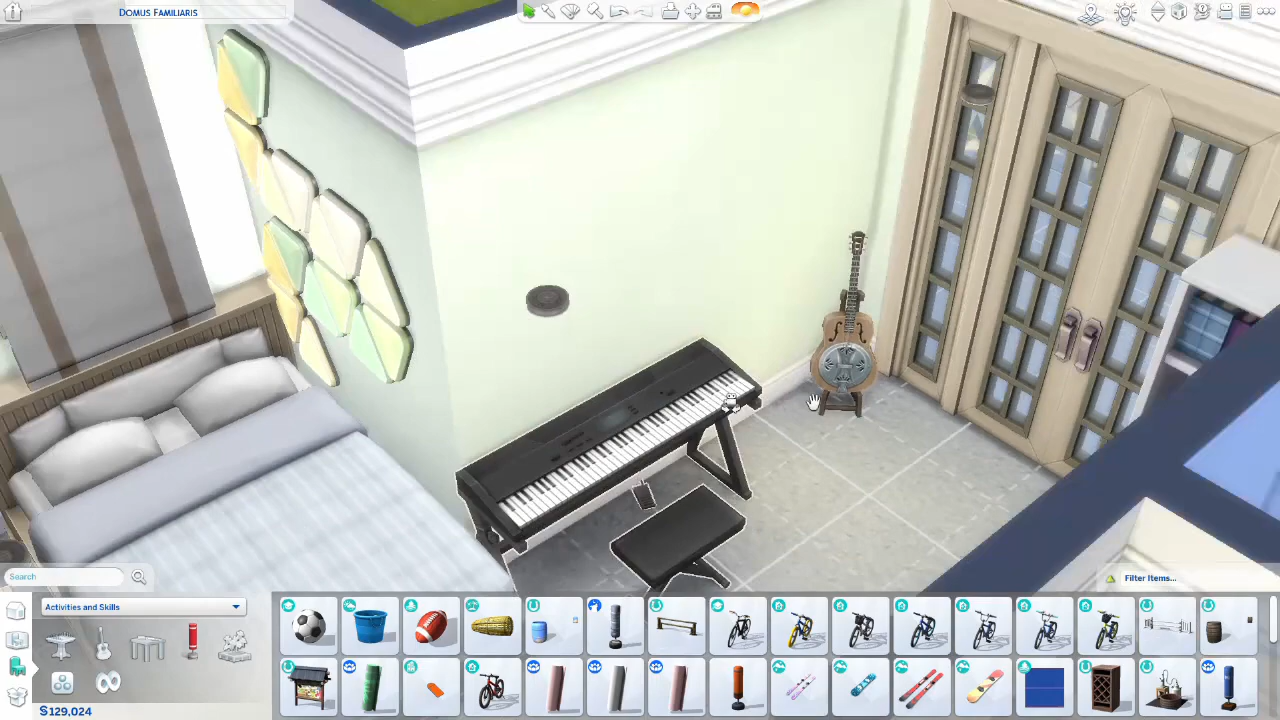 DOMUS FAMILIARIS
Search
Filter Items...
Activities and Skills
§129,024